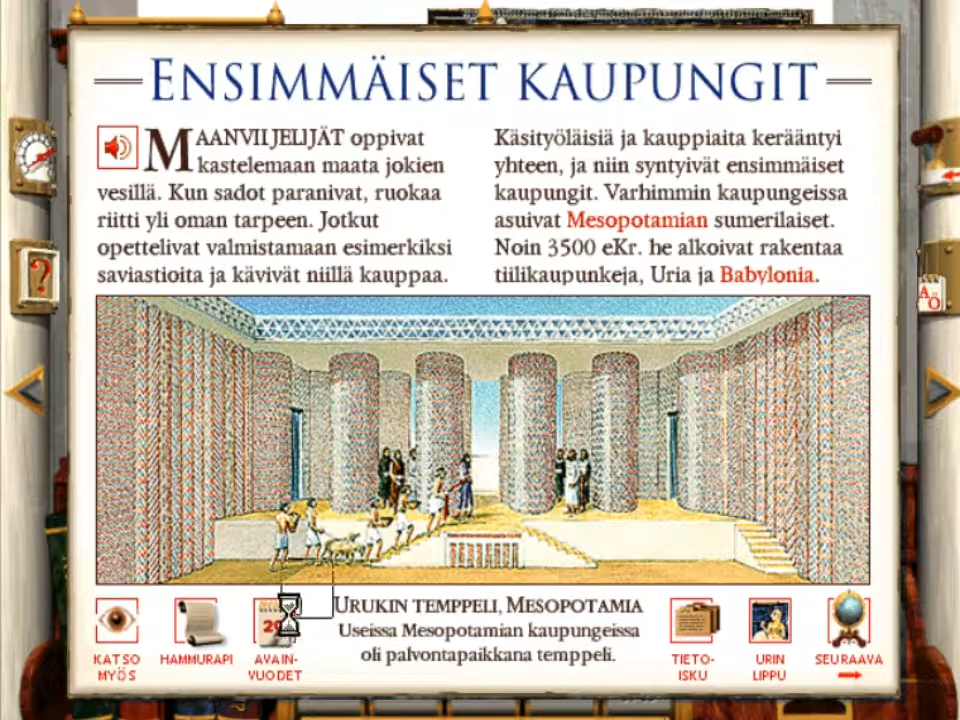 ENSIMMÄISET KAUPUNGIT
MAANVILJELIJÄT oppivat
kastelemaan maata jokien
vesillä. Kun sadot paranivat, ruokaa
riitti yli oman tarpeen. Jotkut
opettelivat valmistamaan esimerkiksi
saviastioita ja kävivät niillä kauppaa.
Käsityöläisiä ja kauppiaita kerääntyi
yhteen, ja niin syntyivät ensimmäiset
kaupungit. Varhimmin kaupungeissa
asuivat Mesopotamian sumerilaiset.
Noin 3500 eKr. he alkoivat rakentaa
tiilikaupunkeja, Uria ja Babylonia.
?
A
Ö
URUKIN TEMPPELI, MESOPOTAMIA
Useissa Mesopotamian kaupungeissa
oli palvontapaikkana temppeli.
KATSO
MYÖS
HAMMURAPI
AVAIN-
VUODET
TIETO-
ISKU
URIN
LIPPU
SEURAAVA